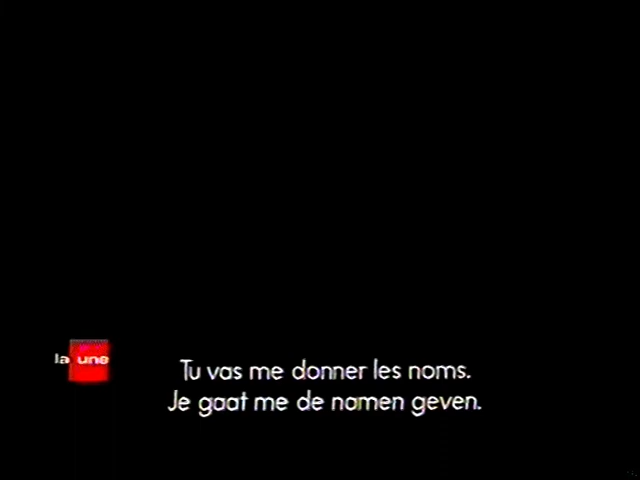 la une
Tu vas me donner les noms.
Je gaat me de namen geven.